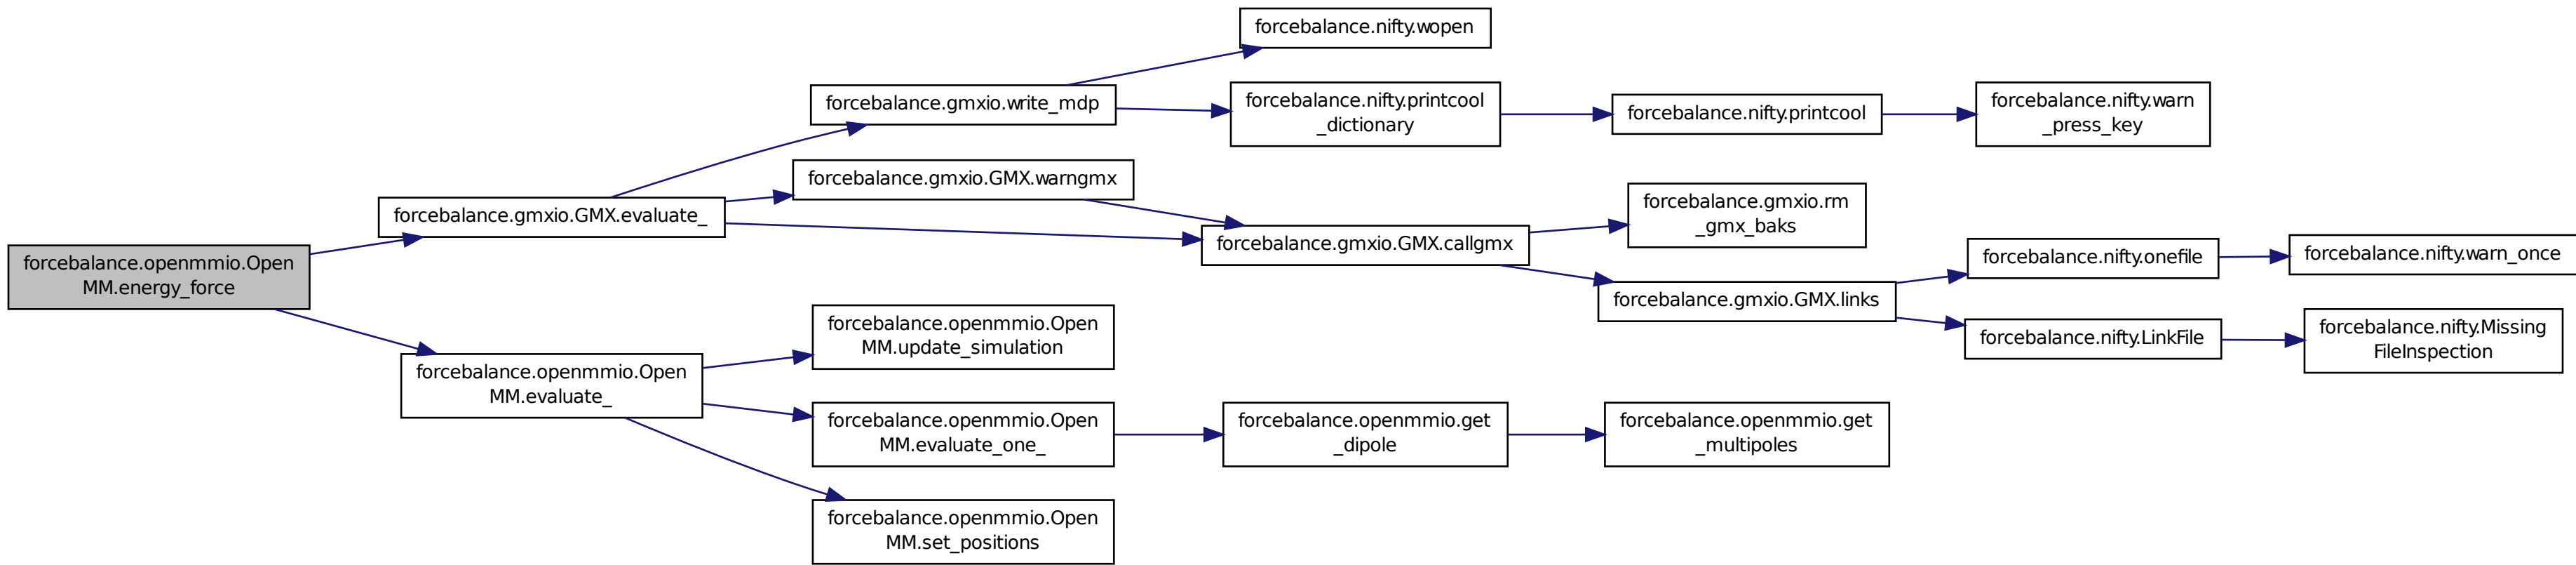 forcebalance.openmmio.Open
MM.energy_force
forcebalance.gmxio.GMX.evaluate_
forcebalance.openmmio.Open
MM.evaluate_
forcebalance.gmxio.write_mdp
forcebalance.gmxio.GMX.warngmx
forcebalance.openmmio.Open
MM.update_simulation
forcebalance.openmmio.Open
MM.evaluate_one_
forcebalance.openmmio.Open
MM.set_positions
forcebalance.nifty.wopen
forcebalance.nifty.printcool
_dictionary
forcebalance.gmxio.GMX.callgmx
forcebalance.openmmio.get
_dipole
forcebalance.nifty.printcool
forcebalance.gmxio.rm
_gmx_baks
forcebalance.gmxio.GMX.links
forcebalance.openmmio.get
_multipoles
forcebalance.nifty.warn
_press_key
forcebalance.nifty.onefile
forcebalance.nifty.LinkFile
forcebalance.nifty.warn_once
forcebalance.nifty.Missing
FileInspection